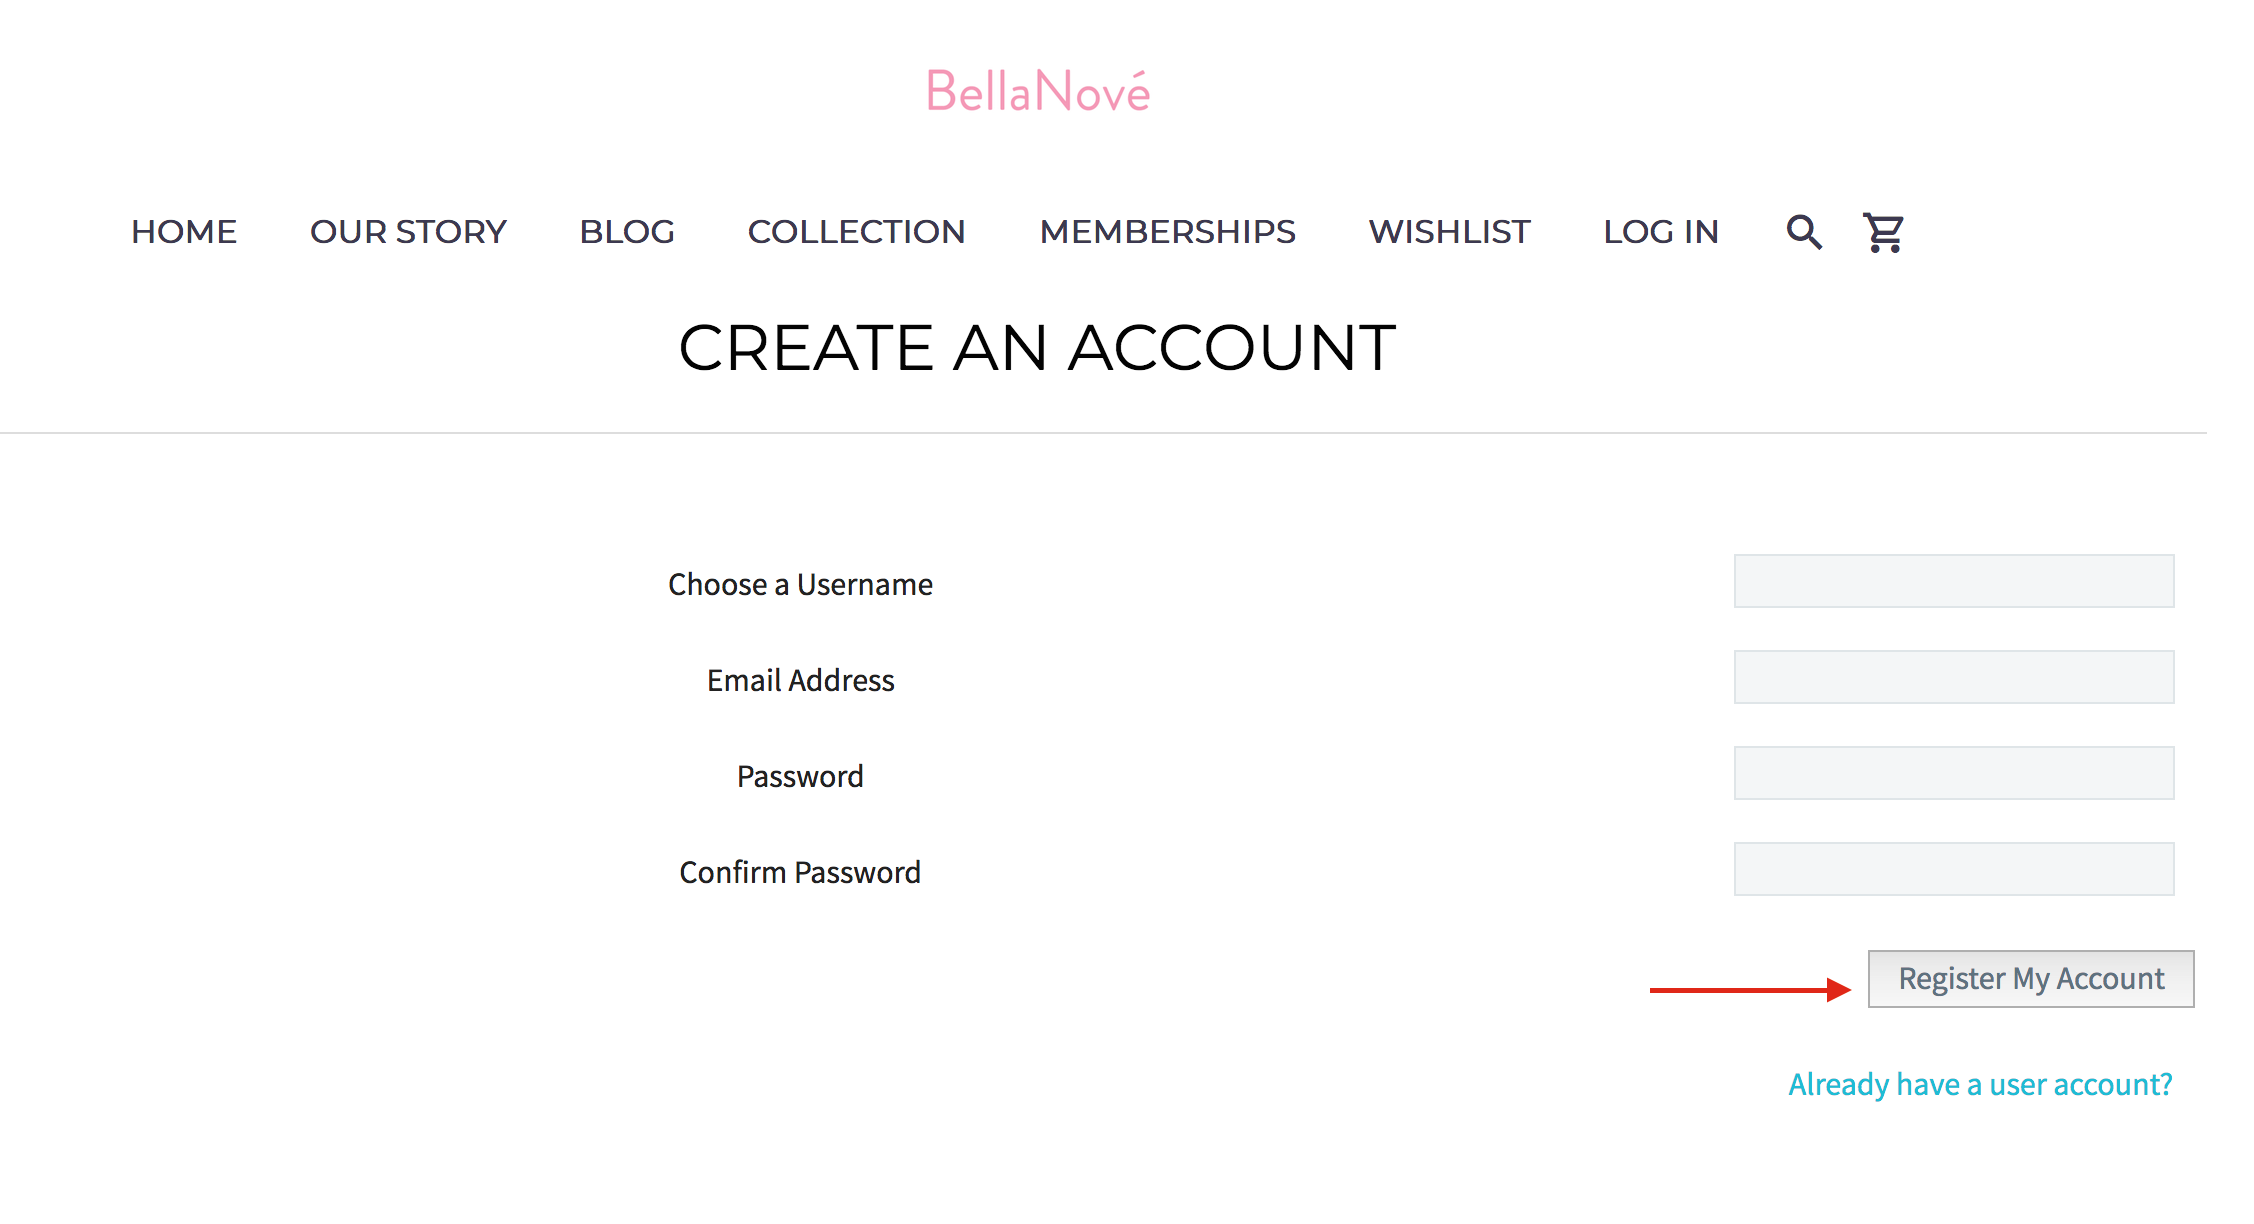 BellaNové
HOME OUR STORY BLOG COLLECTION MEMBERSHIPS WISHLIST LOG IN
CREATE AN ACCOUNT
Choose a Username
Email Address
Password
Confirm Password
Register My Account
Already have a user account?